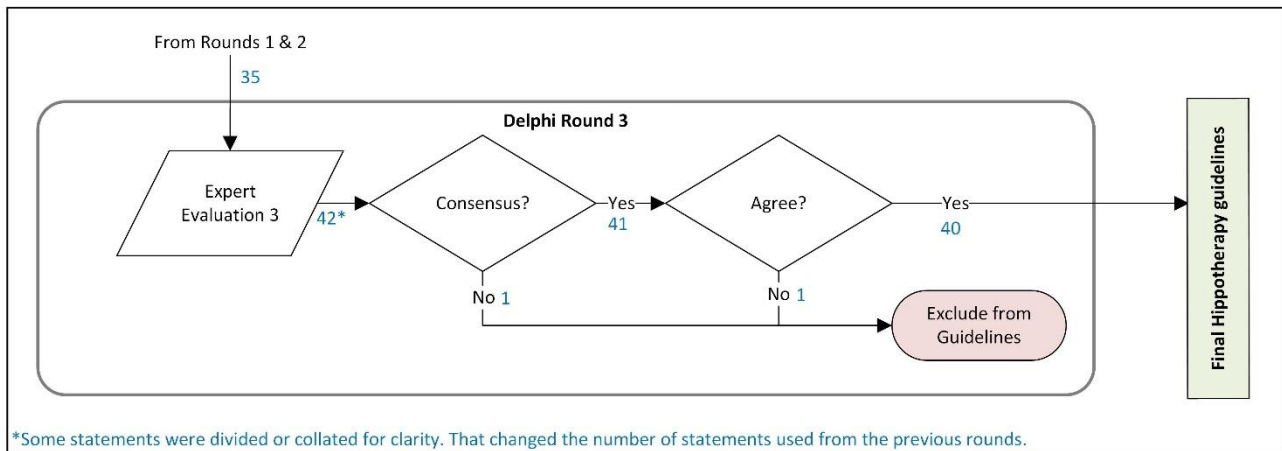 From Rounds 1 & 2
35
Delphi Round 3
Expert
Evaluation 3
42*
Consensus?
Yes
41
Agree?
Yes
40
No 1
No 1
Exclude from
Guidelines
Final Hippotherapy guidelines
*Some statements were divided or collated for clarity. That changed the number of statements used from the previous rounds.